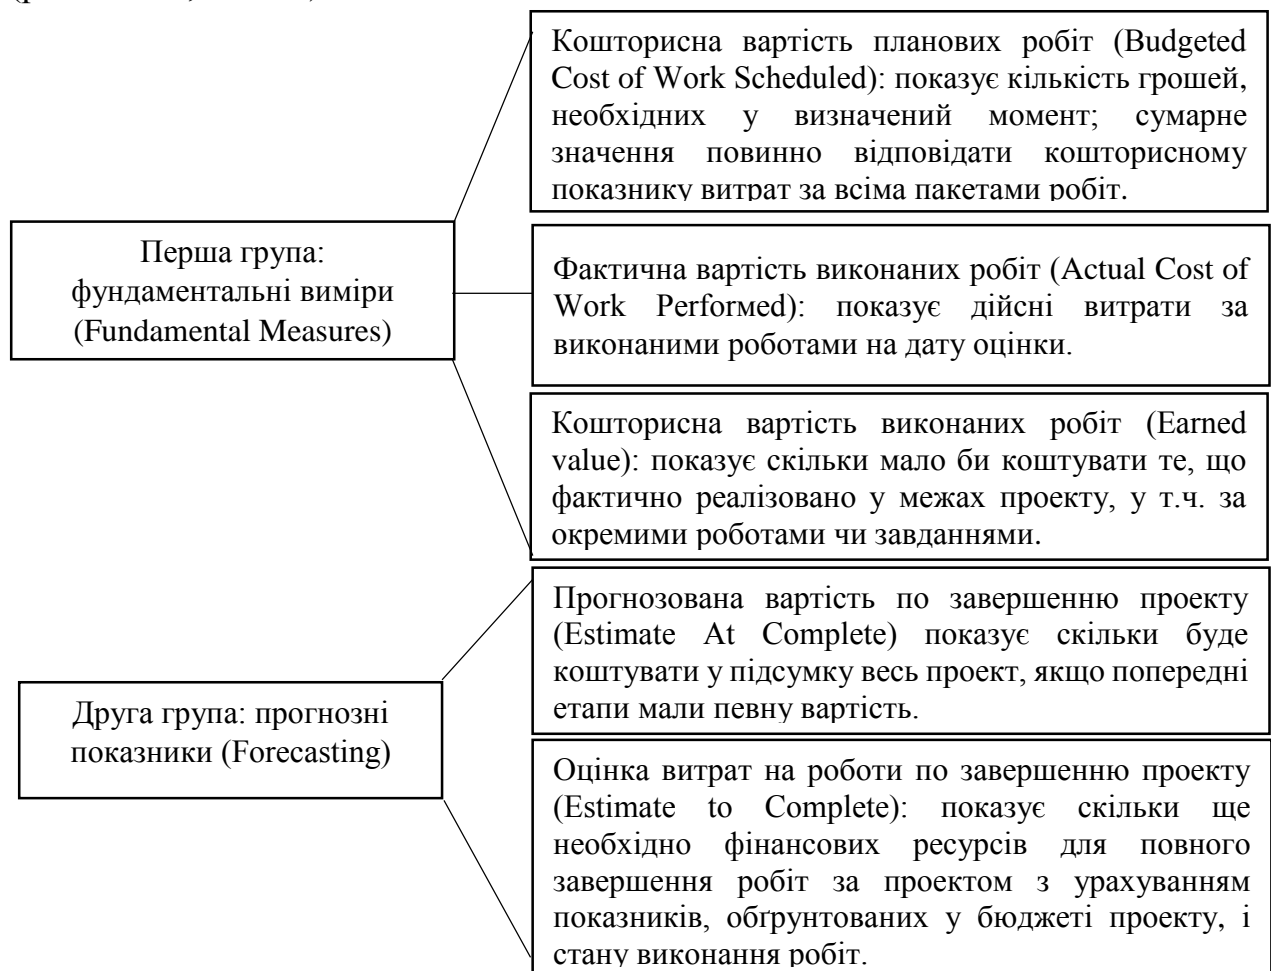 Кошторисна вартість планових робіт (Budgeted
Cost of Work Scheduled): показує кількість грошей,
необхідних у визначений момент; сумарне
значення повинно відповідати кошторисному
показнику витрат за всіма пакетами робіт.
Перша група:
фундаментальні виміри
(Fundamental Measures)
Фактична вартість виконаних робіт (Actual Cost of
Work Perforмed): показує дійсні витрати за
виконаними роботами на дату оцінки.
Кошторисна вартість виконаних робіт (Earned
value): показує скільки мало би коштувати те, що
фактично реалізовано у межах проекту, у т.ч. за
окремими роботами чи завданнями.
Прогнозована вартість по завершенню проекту
(Estimate At Complete) показує скільки буде
коштувати у підсумку весь проект, якщо попередні
етапи мали певну вартість.
Друга група: прогнозні
показники (Forecasting)
Оцінка витрат на роботи по завершенню проекту
(Estimate to Complete): показує скільки ще
необхідно фінансових ресурсів для повного
завершення робіт за проектом з урахуванням
показників, обґрунтованих у бюджеті проекту, і
стану виконання робіт.